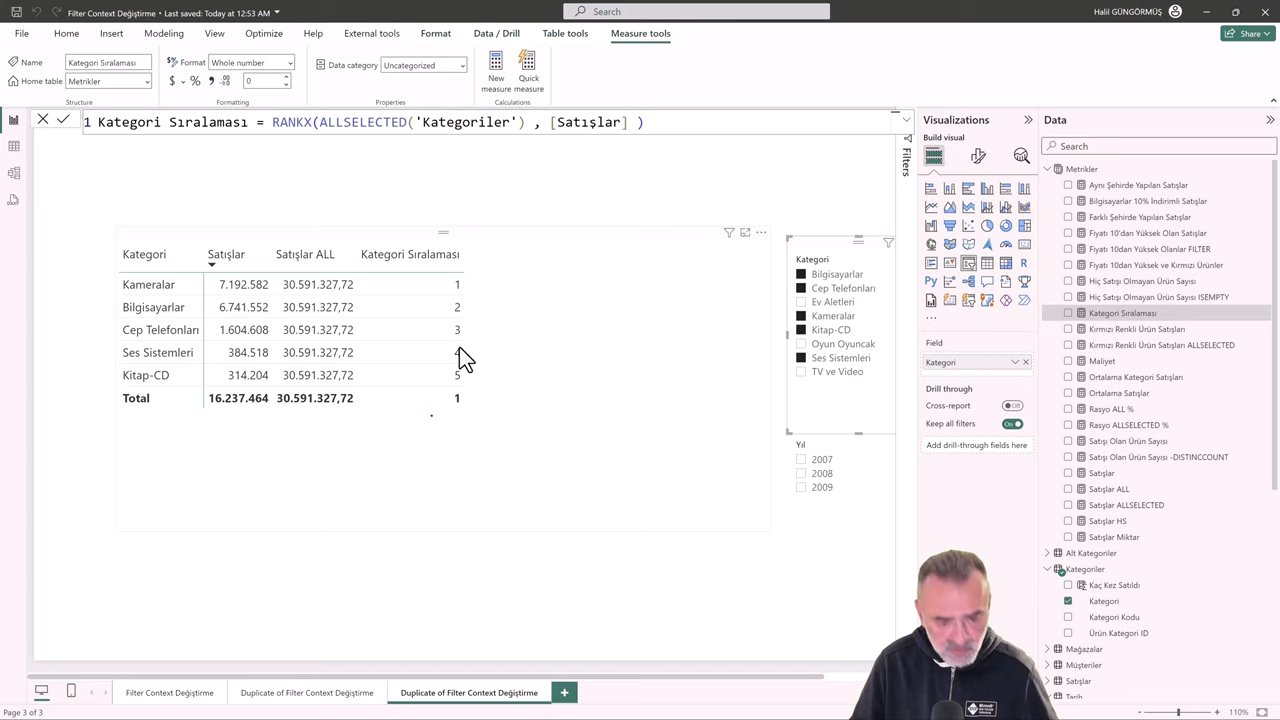 Filter Context Değiştirme • Last saved: Today at 12:53 AM
Search
Halil GÜNGÖRMÜŞ
File Home Insert Modeling View Optimize Help External tools Format Data / Drill Table tools Measure tools
Share
Name Kategori Sıralaması
Home table Metrikler
Structure
Format Whole number
$ % 0
Formatting
Data category Uncategorized
Properties
New measure
Quick measure
Calculations
1 Kategori Sıralaması = RANKX(ALLSELECTED('Kategoriler') , [Satışlar] )
Kategori Satışlar Satışlar ALL Kategori Sıralaması
Kameralar 7.192.582 30.591.327,72 1
Bilgisayarlar 6.741.552 30.591.327,72 2
Cep Telefonları 1.604.608 30.591.327,72 3
Ses Sistemleri 384.518 30.591.327,72
Kitap-CD 314.204 30.591.327,72 5
Total 16.237.464 30.591.327,72 1
Kategori
Bilgisayarlar
Cep Telefonları
Ev Aletleri
Kameralar
Kitap-CD
Oyun Oyuncak
Ses Sistemleri
TV ve Video
Yıl
2007
2008
2009
Filters
Visualizations
Build visual
R
Py
Field
Kategori
Drill through
Cross-report Off
Keep all filters On
Add drill-through fields here
Data
Search
Metrikler
Aynı Şehirde Yapılan Satışlar
Bilgisayarlar 10% İndirimli Satışlar
Farklı Şehirde Yapılan Satışlar
Fiyatı 10'dan Yüksek Olan Satışlar
Fiyatı 10dan Yüksek Olanlar FILTER
Fiyatı 10dan Yüksek ve Kırmızı Ürünler
Hiç Satışı Olmayan Ürün Sayısı
Hiç Satışı Olmayan Ürün Sayısı ISEMPTY
Kategori Sıralaması
Kırmızı Renkli Ürün Satışları
Kırmızı Renkli Ürün Satışları ALLSELECTED
Maliyet
Ortalama Kategori Satışları
Ortalama Satışlar
Rasyo ALL %
Rasyo ALLSELECTED %
Satışı Olan Ürün Sayısı
Satışı Olan Ürün Sayısı -DISTINCCOUNT
Satışlar
Satışlar ALL
Satışlar ALLSELECTED
Satışlar HS
Satışlar Miktar
Alt Kategoriler
Kategoriler
Kaç Kez Satıldı
Kategori
Kategori Kodu
Ürün Kategori ID
Mağazalar
Müşteriler
Satışlar
Tarih
Filter Context Değiştirme
Duplicate of Filter Context Değiştirme
Duplicate of Filter Context Değiştirme
Page 3 of 3
110%